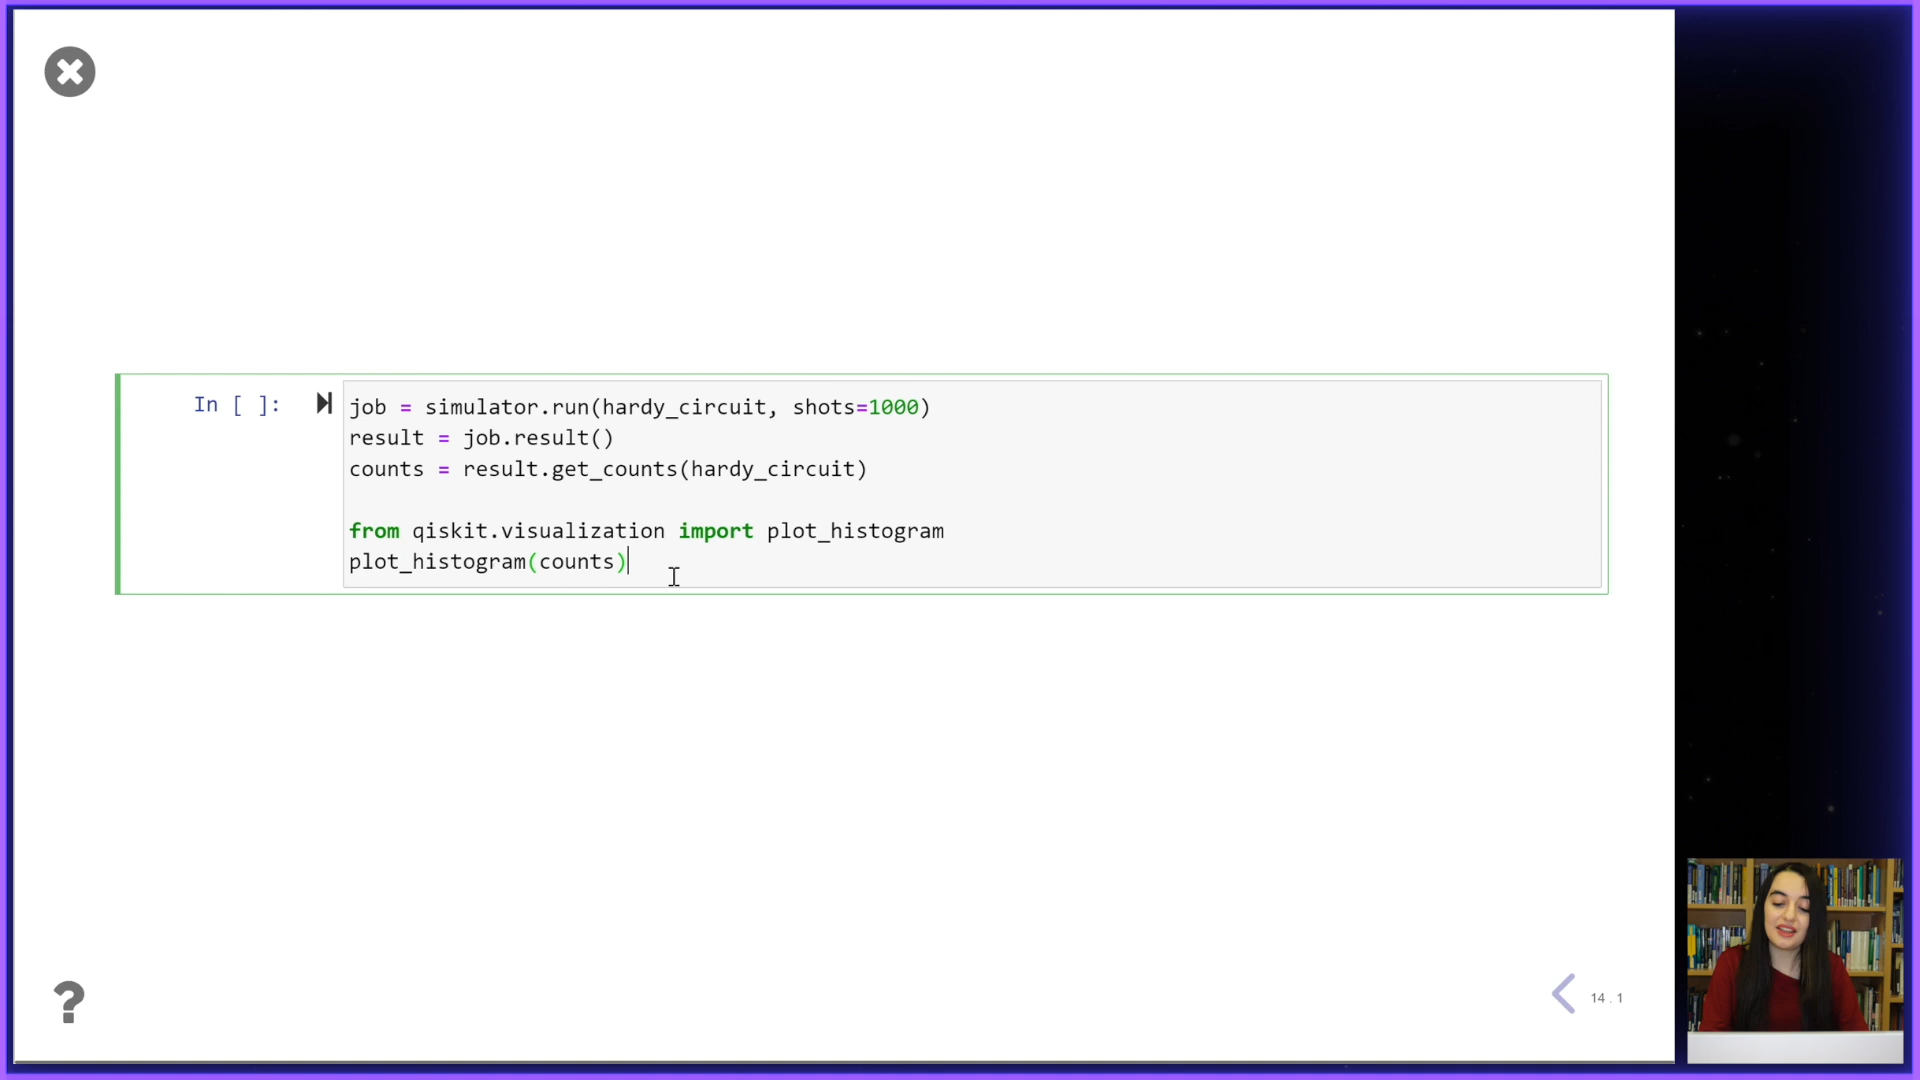 In [ ]:
job = simulator.run(hardy_circuit, shots=1000)
result = job.result()
counts = result.get_counts(hardy_circuit)
from qiskit.visualization import plot_histogram
plot_histogram(counts)
14.1